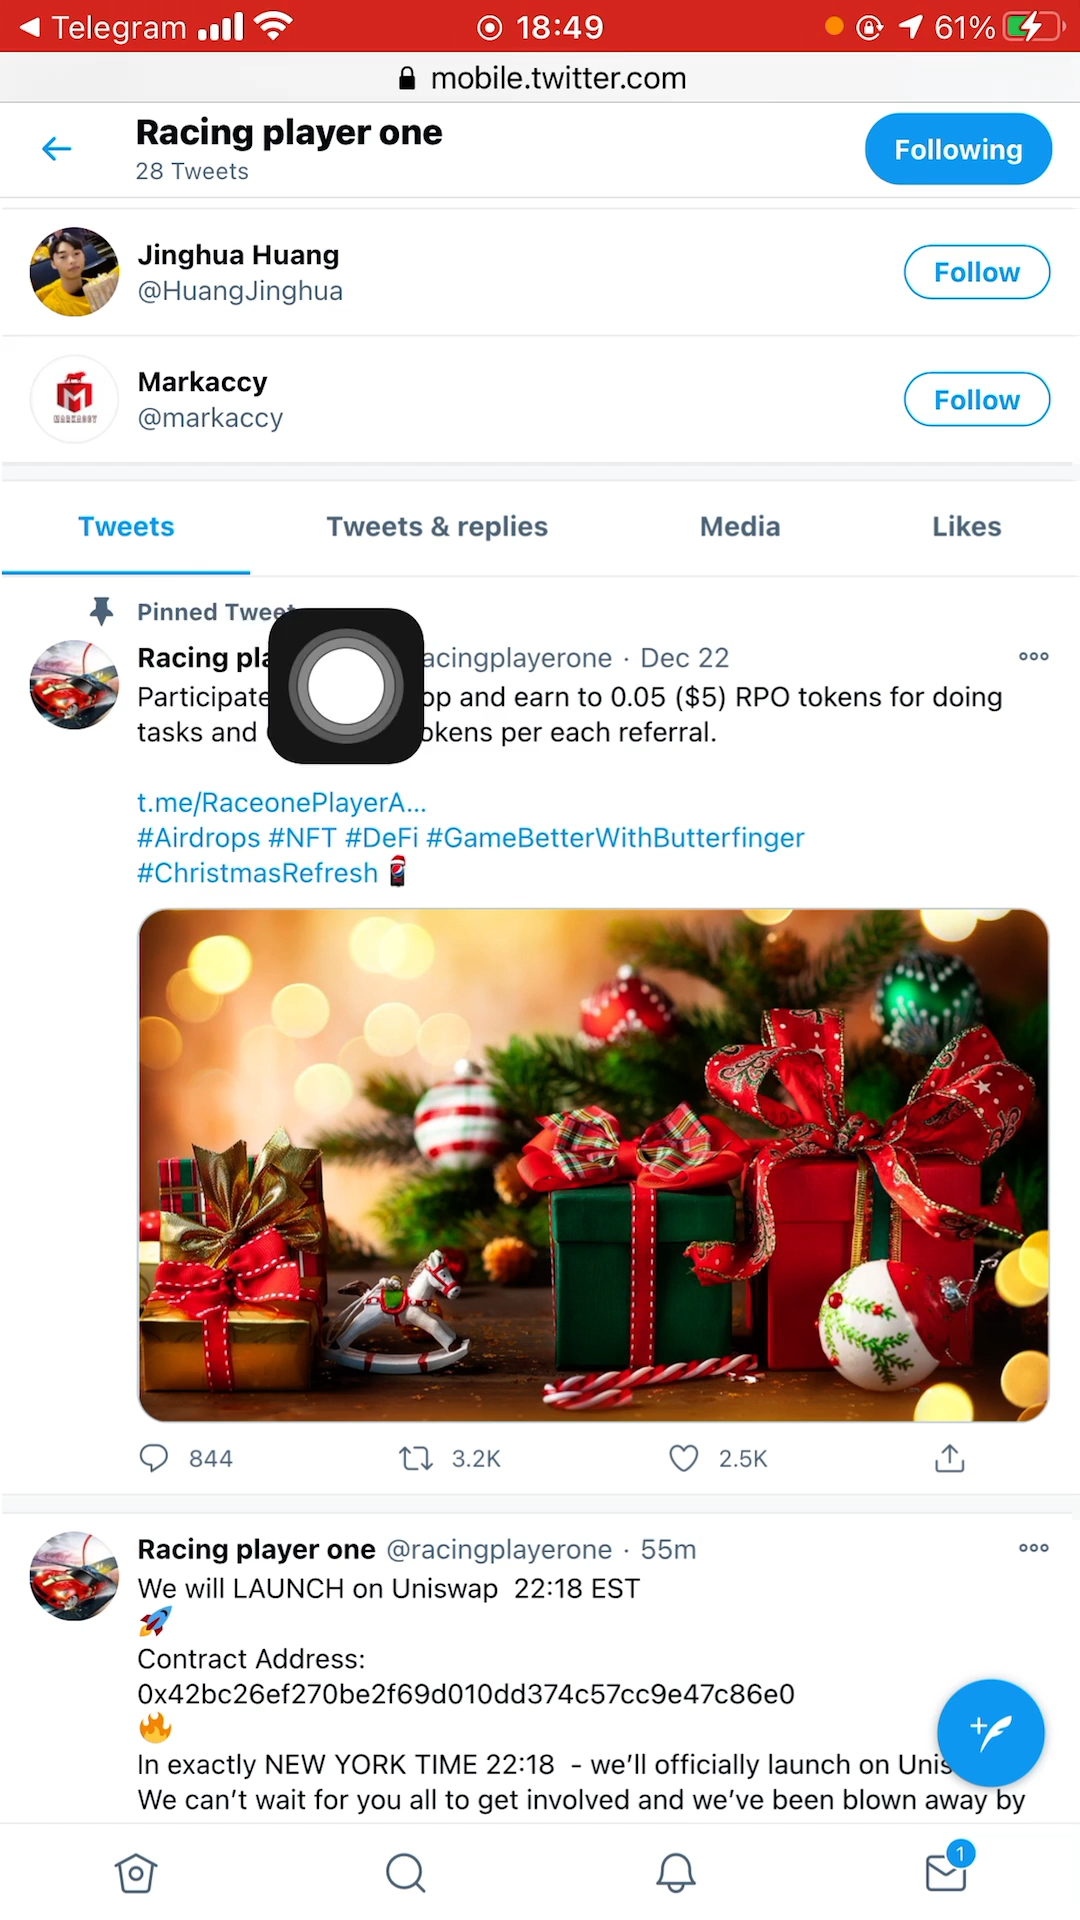 Telegram 18:49 61%
mobile.twitter.com
Racing player one
28 Tweets
Following
Jinghua Huang
@HuangJinghua
Follow
Markaccy
@markaccy
Follow
Tweets Tweets & replies Media Likes
Pinned Tweet
Racing pla acingplayerone · Dec 22
Participate op and earn to 0.05 ($5) RPO tokens for doing
tasks and okens per each referral.
t.me/RaceonePlayerA...
#Airdrops #NFT #DeFi #GameBetterWithButterfinger
#ChristmasRefresh
844 3.2K 2.5K
Racing player one @racingplayerone · 55m
We will LAUNCH on Uniswap 22:18 EST
Contract Address:
0x42bc26ef270be2f69d010dd374c57cc9e47c86e0
In exactly NEW YORK TIME 22:18 - we'll officially launch on Unis
We can't wait for you all to get involved and we've been blown away by
1